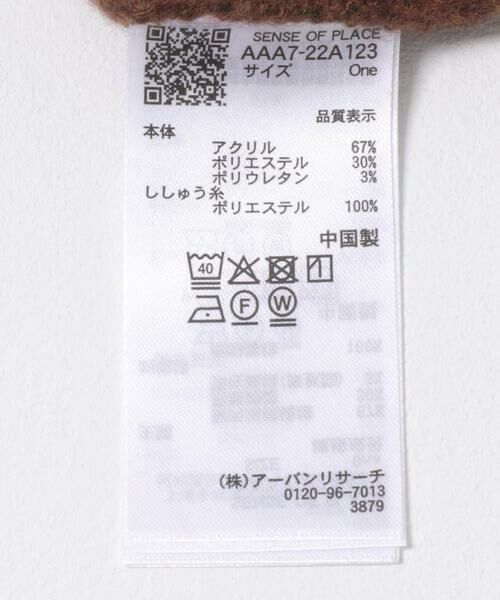 SENSE OF PLACE
AAA7-22A123
サイズ One
品質表示
本体
アクリル 67%
ポリエステル 30%
ポリウレタン 3%
ししゅう糸
ポリエステル 100%
中国製
40
F W
(株)アーバンリサーチ
0120-96-7013
3879